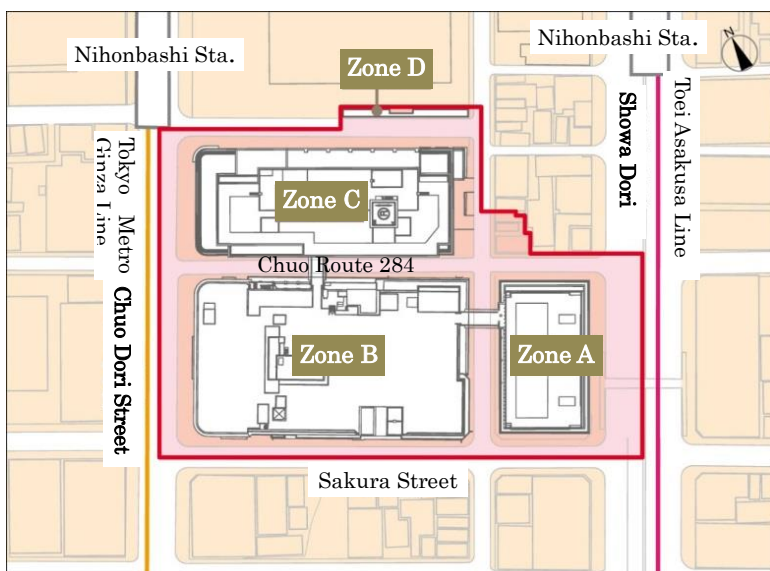 Nihonbashi Sta.
Nihonbashi Sta.
N
Zone D
Toei Asakusa Line
Showa Dori
Tokyo Metro
Ginza Line
Zone C
Chuo Route 284
Chuo Dori Street
Zone B
Zone A
Sakura Street